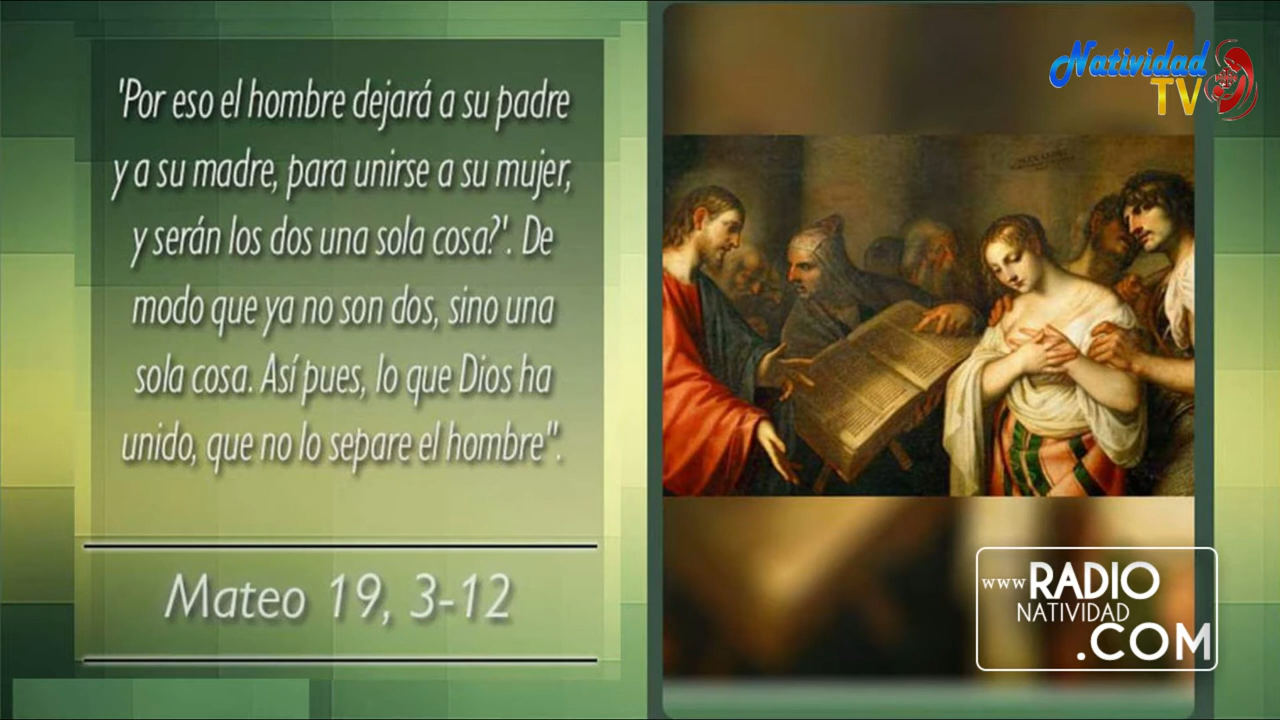 'Por eso el hombre dejará a su padre
y a su madre, para unirse a su mujer,
y serán los dos una sola cosa?'. De
modo que ya no son dos, sino una
sola cosa. Así pues, lo que Dios ha
unido, que no lo separe el hombre".
Mateo 19, 3-12
Natividad
TV
www RADIO
NATIVIDAD
.COM